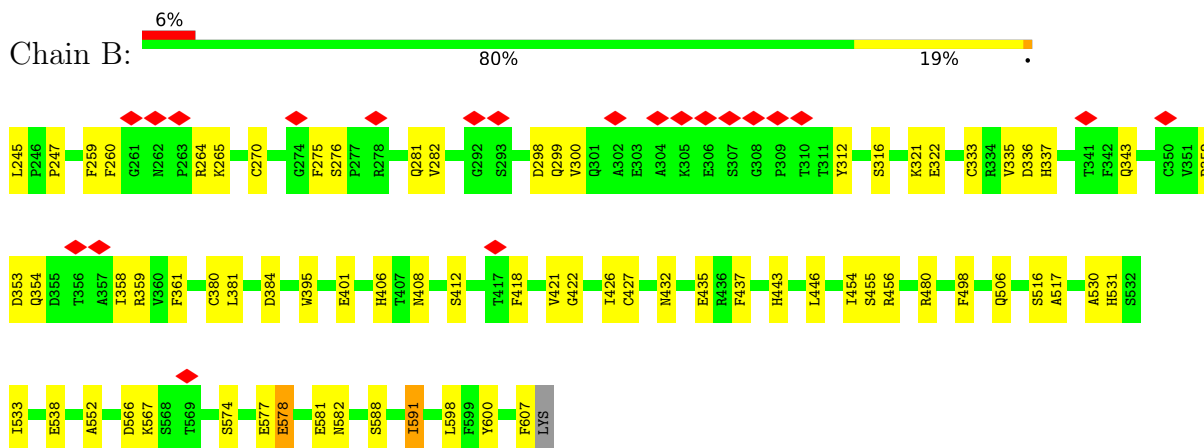 6%
Chain B:
80% 19% •
L245 P246 P247 F259 F260 G261 N262 P263 R264 K265 C270 G274 F275 S276 P277 R278 Q281 V282 G292 S293 D298 Q299 V300 Q301 A302 E303 A304 K305 E306 S307 G308 P309 T310 T311 Y312 S316 K321 E322 C333 R334 V335 D336 H337 T341 F342 Q343 C350 V351
D353 Q354 D355 T356 A357 I358 R359 V360 F361 C380 L381 D384 W395 E401 H406 T407 N408 S412 T417 F418 V421 G422 I426 C427 N432 E435 R436 F437 H443 L446 I454 S455 R456 R480 F498 Q506 S516 A517 A530 H531 S532
I533 E538 A552 D566 K567 S568 T569 S574 E577 E578 E581 N582 S588 I591 L598 F599 Y600 F607 LYS